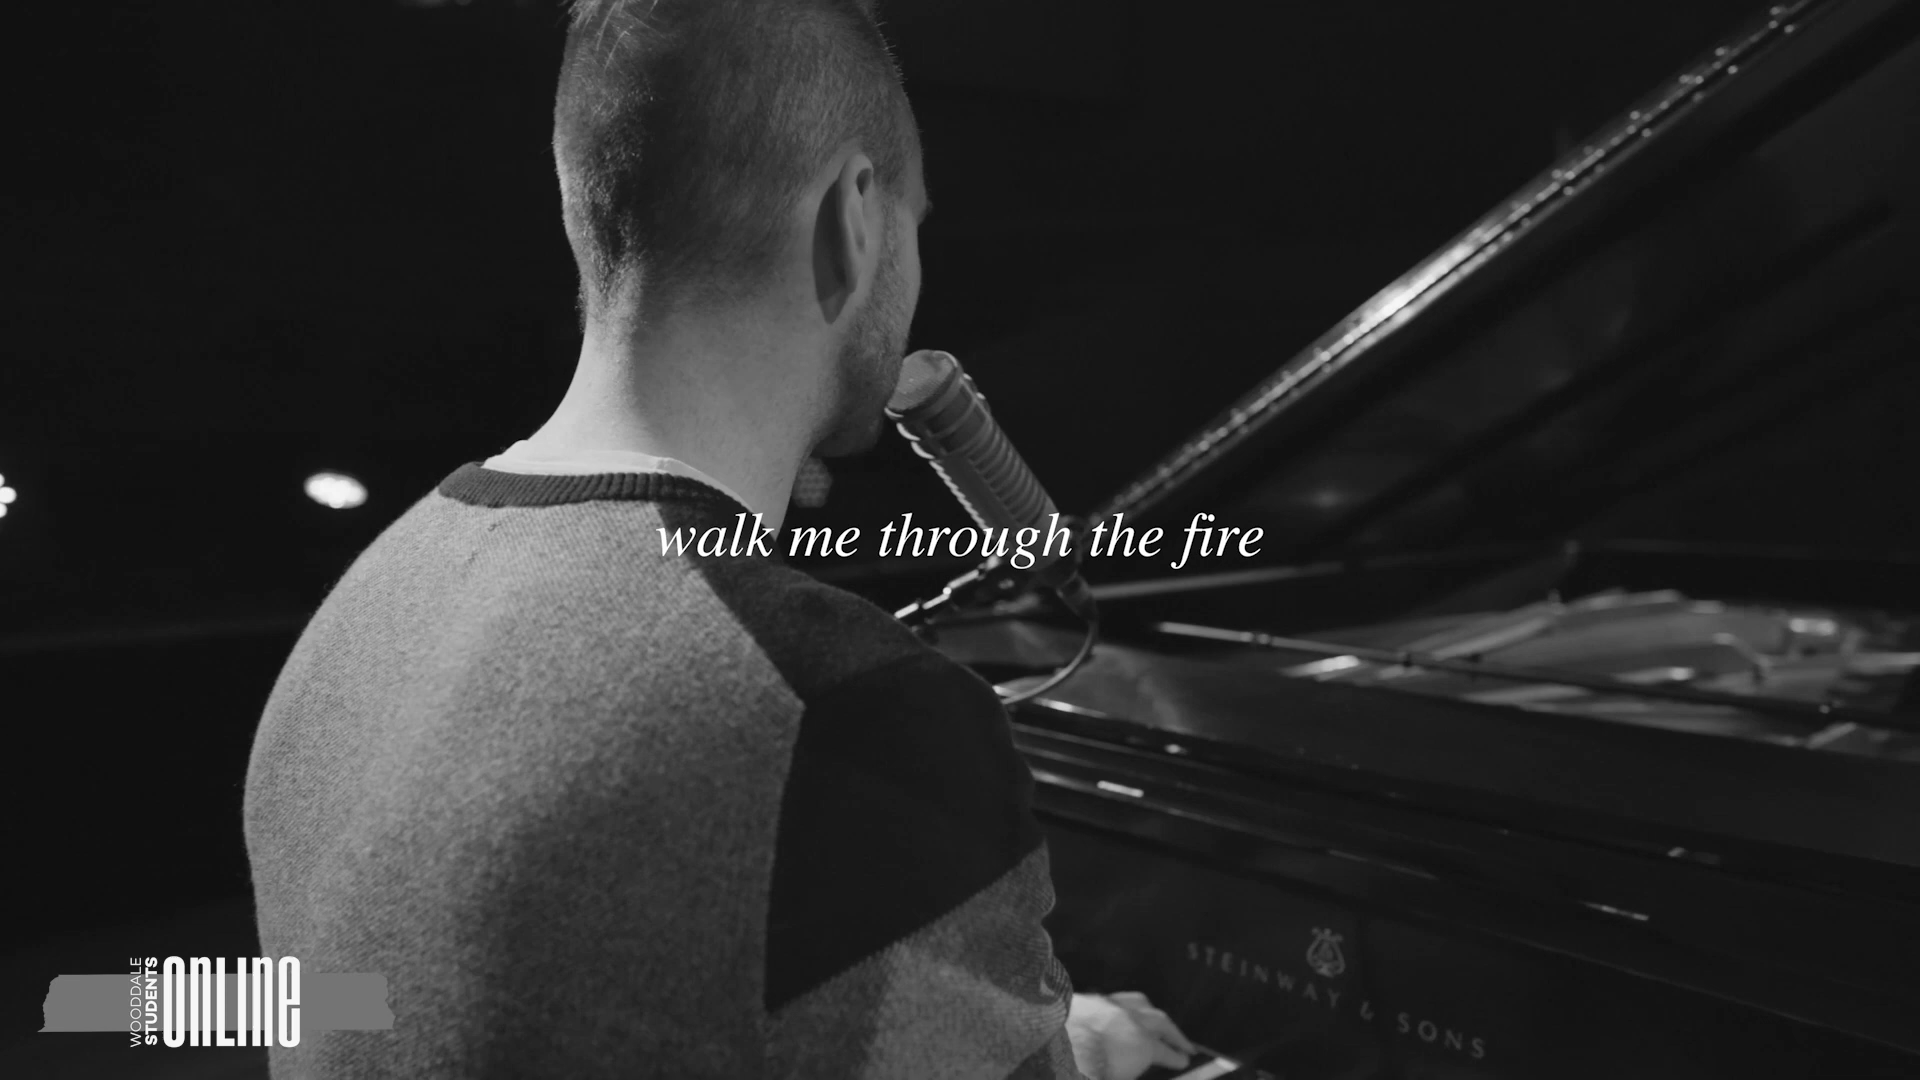 walk me through the fire
STEINWAY & SONS
WOODDALE
STUDENTS
ONLINE